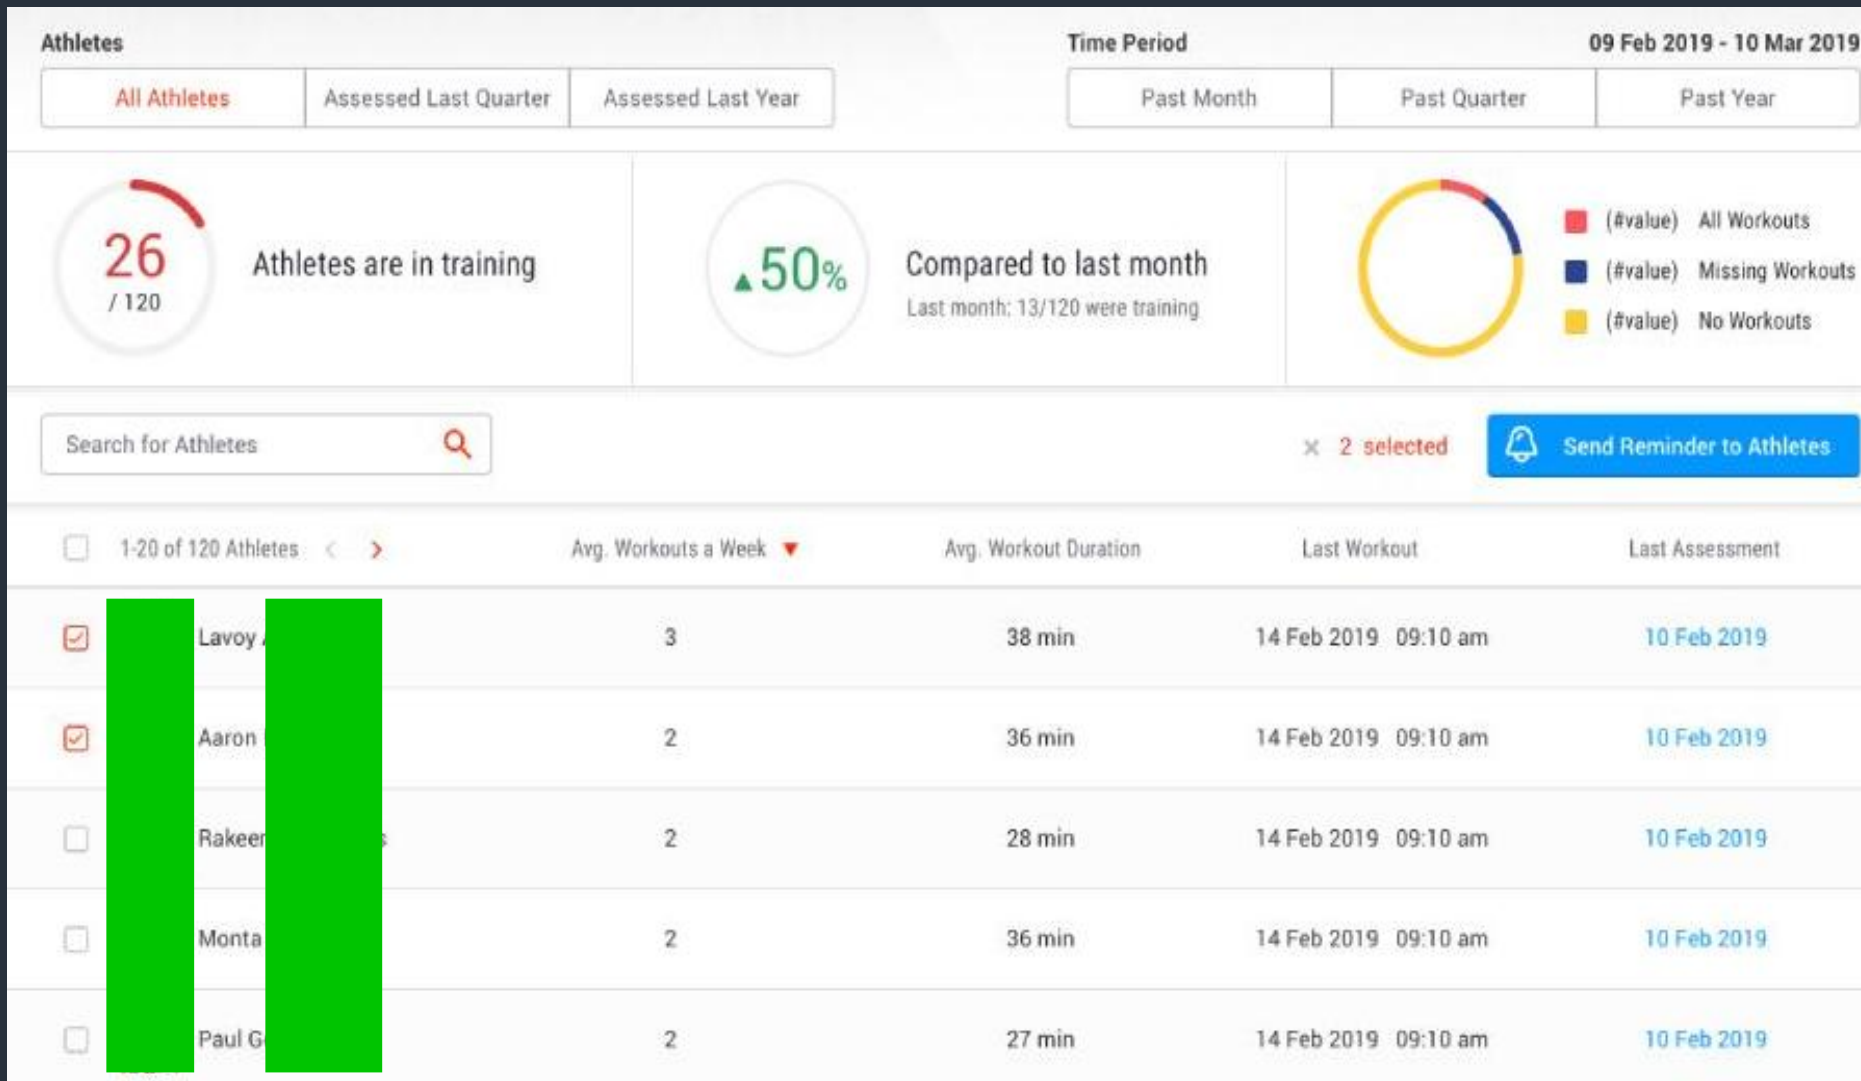 Athletes
Time Period
09 Feb 2019 - 10 Mar 2019
All Athletes
Assessed Last Quarter
Assessed Last Year
Past Month
Past Quarter
Past Year
26
/ 120
Athletes are in training
▲50%
Compared to last month
Last month: 13/120 were training
(#value) All Workouts
(#value) Missing Workouts
(#value) No Workouts
Search for Athletes
× 2 selected
Send Reminder to Athletes
1-20 of 120 Athletes < > Avg. Workouts a Week ▼ Avg. Workout Duration Last Workout Last Assessment
Lavoy 3 38 min 14 Feb 2019 09:10 am 10 Feb 2019
Aaron 2 36 min 14 Feb 2019 09:10 am 10 Feb 2019
2 28 min 14 Feb 2019 09:10 am 10 Feb 2019
Monta 2 36 min 14 Feb 2019 09:10 am 10 Feb 2019
Paul 2 27 min 14 Feb 2019 09:10 am 10 Feb 2019